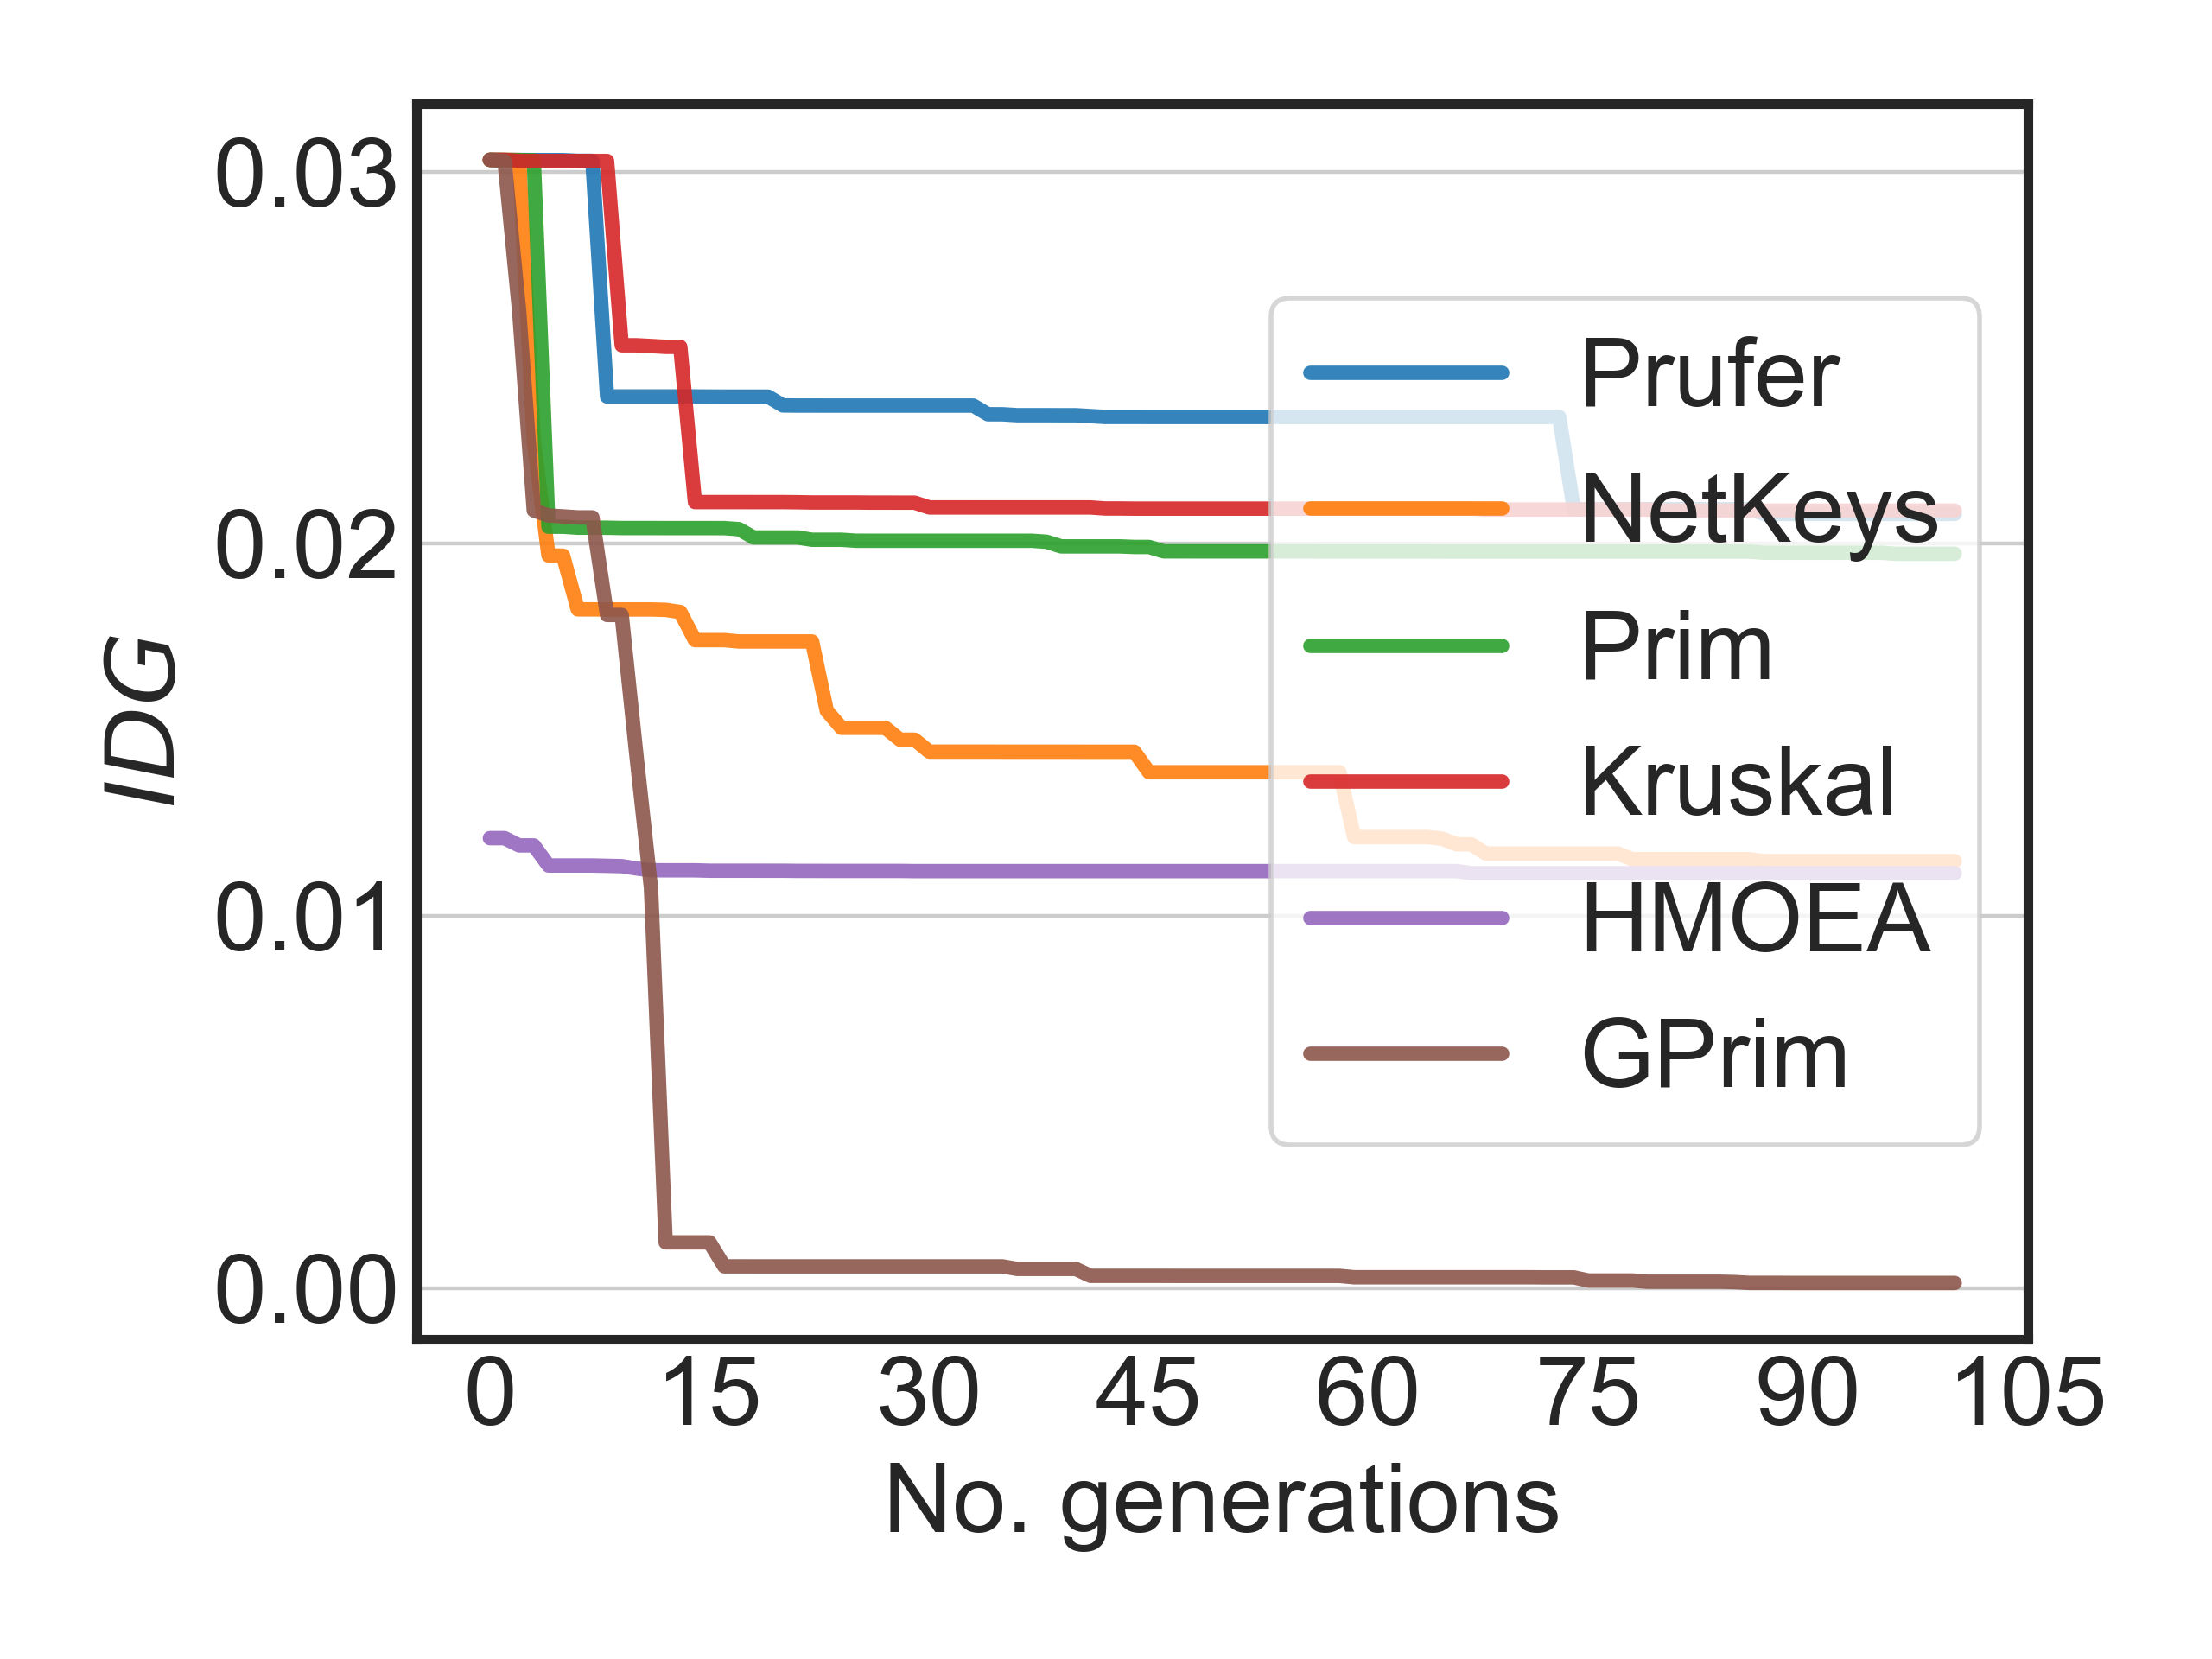 IDG
0.03
0.02
0.01
0.00
0 15 30 45 60 75 90 105
No. generations
Prufer
NetKeys
Prim
Kruskal
HMOEA
GPrim